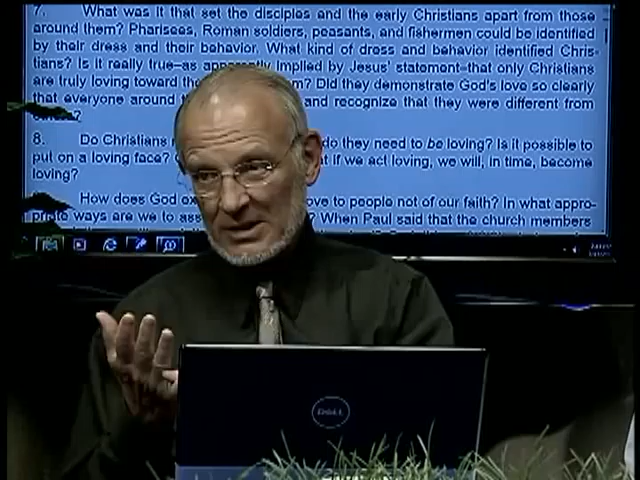 7. What was it that set the disciples and the early Christians apart from those
around them? Pharisees, Roman soldiers, peasants, and fishermen could be identified
by their dress and their behavior. What kind of dress and behavior identified Chris-
tians? Is it really true–as apparently implied by Jesus' statement–that only Christians
are truly loving toward the m? Did they demonstrate God's love so clearly
that everyone around and recognize that they were different from
8. Do Christians do they need to be loving? Is it possible to
put on a loving face? if we act loving, we will, in time, become
loving?
How does God ove to people not of our faith? In what appro-
ways are we to ? When Paul said that the church members
DELL